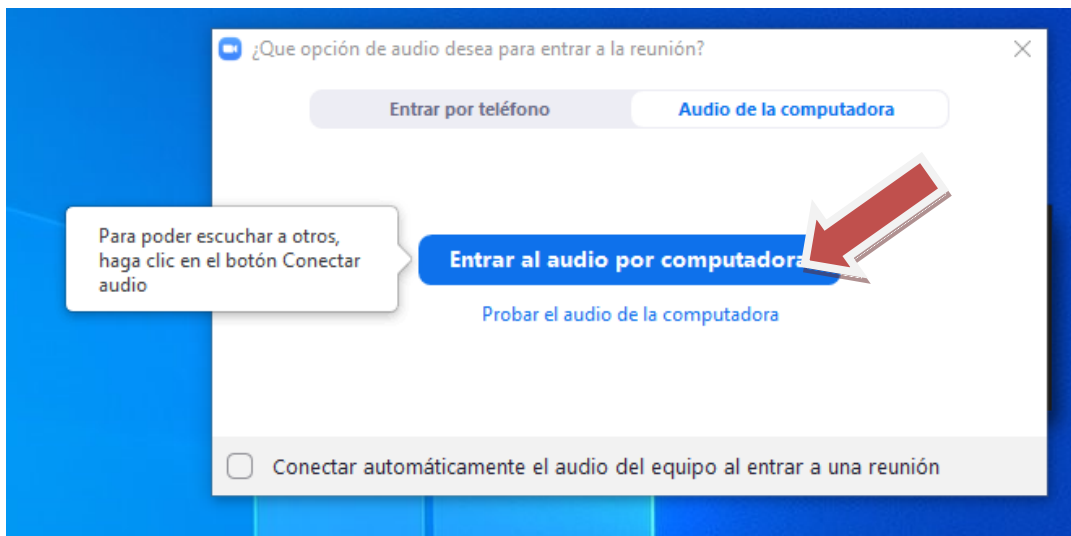 ¿Que opción de audio desea para entrar a la reunión?
Entrar por teléfono
Audio de la computadora
Para poder escuchar a otros,
haga clic en el botón Conectar
audio
Entrar al audio por computadora
Probar el audio de la computadora
Conectar automáticamente el audio del equipo al entrar a una reunión